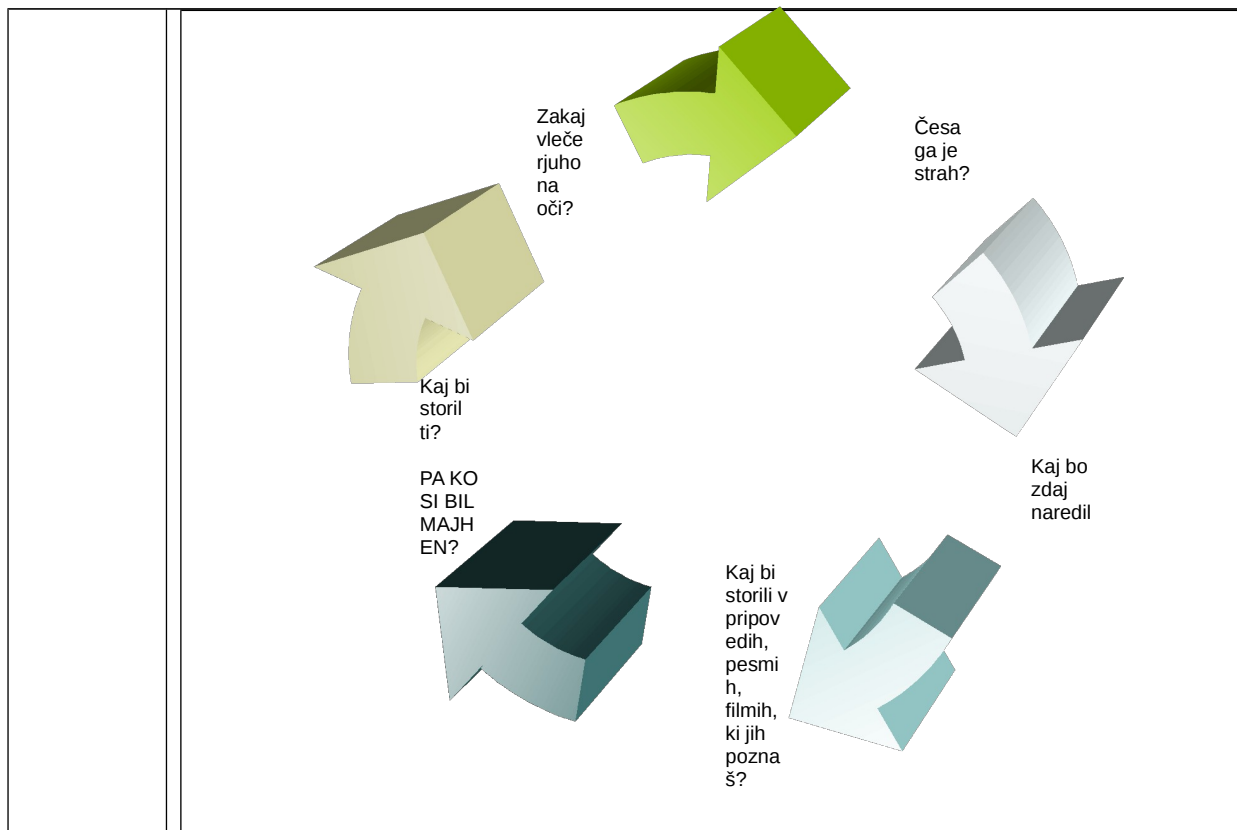 Zakaj
vleče
rjuho
na
oči?
Česa
ga je
strah?
Kaj bo
zdaj
naredil
Kaj bi
storili v
pripov
edih,
pesmi
h,
filmih,
ki jih
pozna
š?
Kaj bi
storil
ti?
PA KO
SI BIL
MAJH
EN?